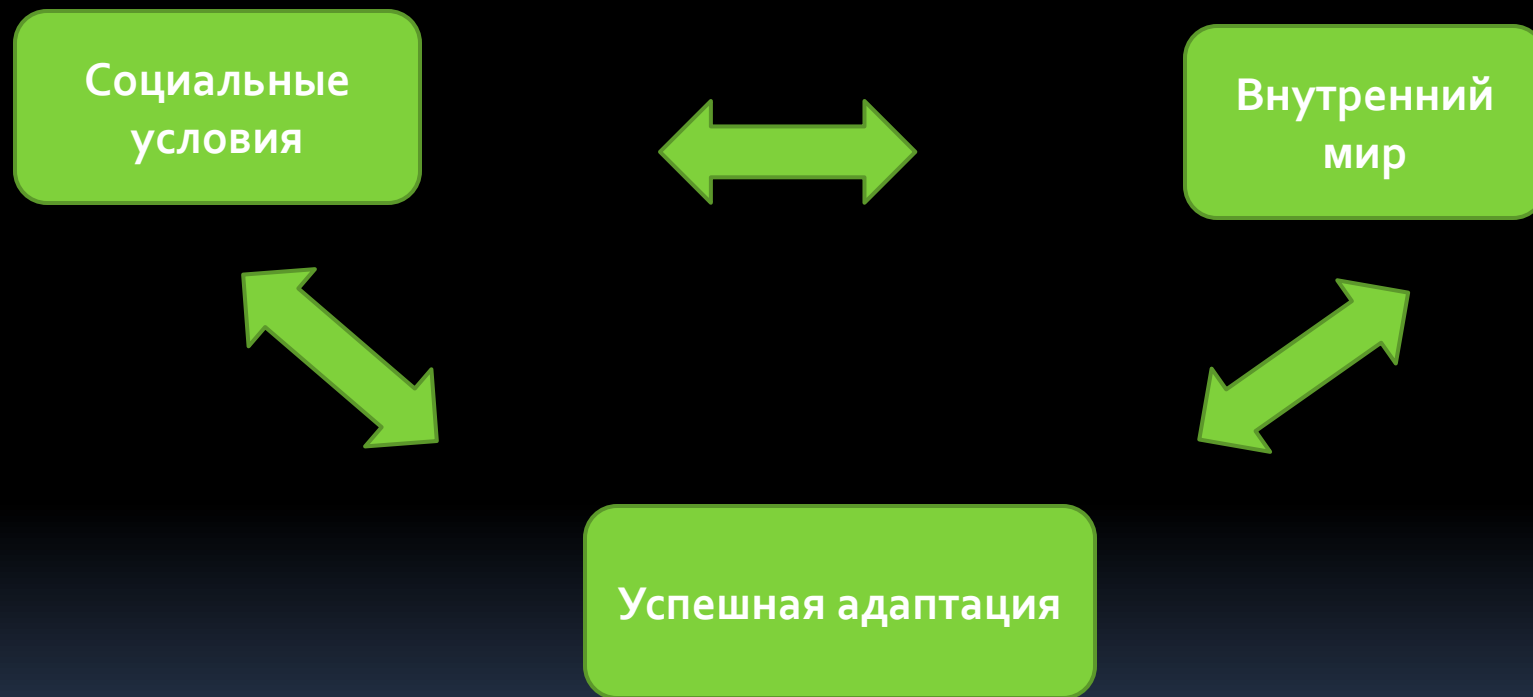 Социальные
условия
Внутренний
мир
Успешная адаптация